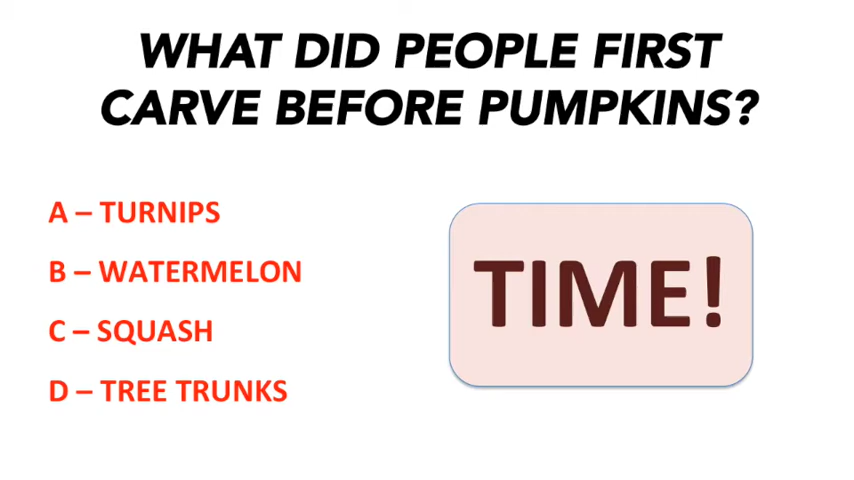 WHAT DID PEOPLE FIRST
CARVE BEFORE PUMPKINS?
A – TURNIPS
B – WATERMELON
C – SQUASH
D – TREE TRUNKS
TIME!